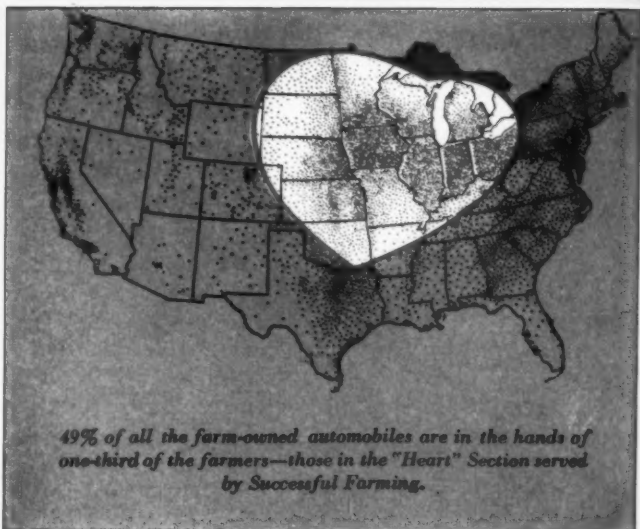 49% of all the farm-owned automobiles are in the hands of
one-third of the farmers—those in the "Heart" Section served
by Successful Farming.